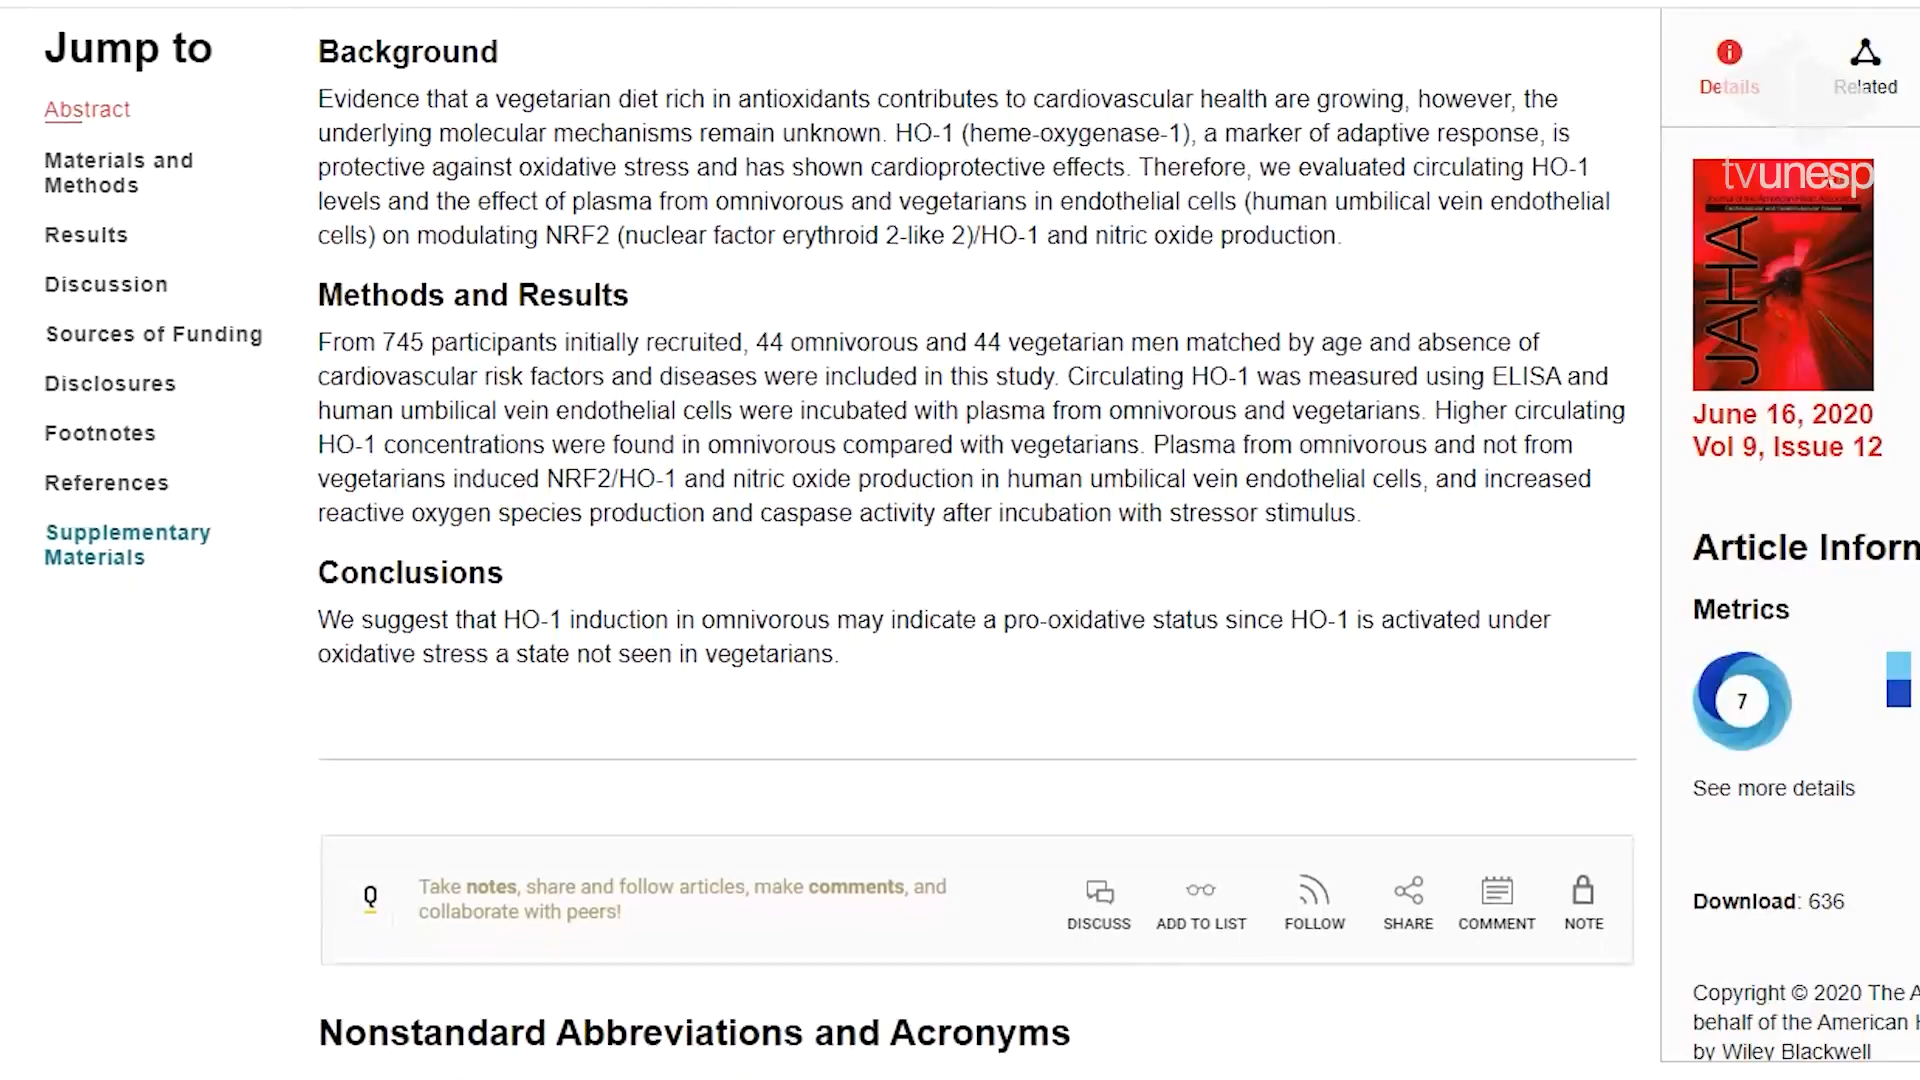 Jump to
Abstract
Materials and
Methods
Results
Discussion
Sources of Funding
Disclosures
Footnotes
References
Supplementary
Materials
Background
Evidence that a vegetarian diet rich in antioxidants contributes to cardiovascular health are growing, however, the
underlying molecular mechanisms remain unknown. HO-1 (heme-oxygenase-1), a marker of adaptive response, is
protective against oxidative stress and has shown cardioprotective effects. Therefore, we evaluated circulating HO-1
levels and the effect of plasma from omnivorous and vegetarians in endothelial cells (human umbilical vein endothelial
cells) on modulating NRF2 (nuclear factor erythroid 2-like 2)/HO-1 and nitric oxide production.
Methods and Results
From 745 participants initially recruited, 44 omnivorous and 44 vegetarian men matched by age and absence of
cardiovascular risk factors and diseases were included in this study. Circulating HO-1 was measured using ELISA and
human umbilical vein endothelial cells were incubated with plasma from omnivorous and vegetarians. Higher circulating
HO-1 concentrations were found in omnivorous compared with vegetarians. Plasma from omnivorous and not from
vegetarians induced NRF2/HO-1 and nitric oxide production in human umbilical vein endothelial cells, and increased
reactive oxygen species production and caspase activity after incubation with stressor stimulus.
Conclusions
We suggest that HO-1 induction in omnivorous may indicate a pro-oxidative status since HO-1 is activated under
oxidative stress a state not seen in vegetarians.
Q
Take notes, share and follow articles, make comments, and
collaborate with peers!
DISCUSS ADD TO LIST FOLLOW SHARE COMMENT NOTE
Nonstandard Abbreviations and Acronyms
Details Related
tvunesp
JAHA
June 16, 2020
Vol 9, Issue 12
Article Inform
Metrics
7
See more details
Download: 636
Copyright © 2020 The A
behalf of the American H
by Wiley Blackwell